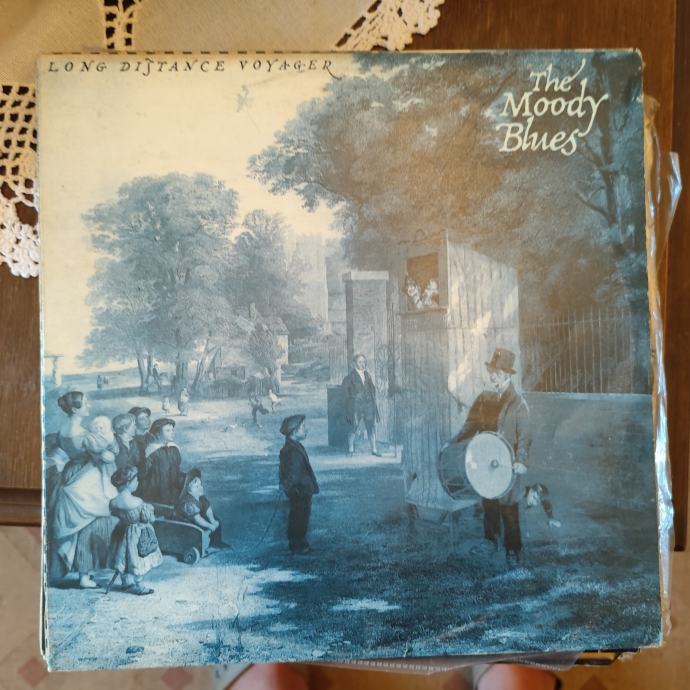 LONG DISTANCE VOYAGER
The
Moody
Blues